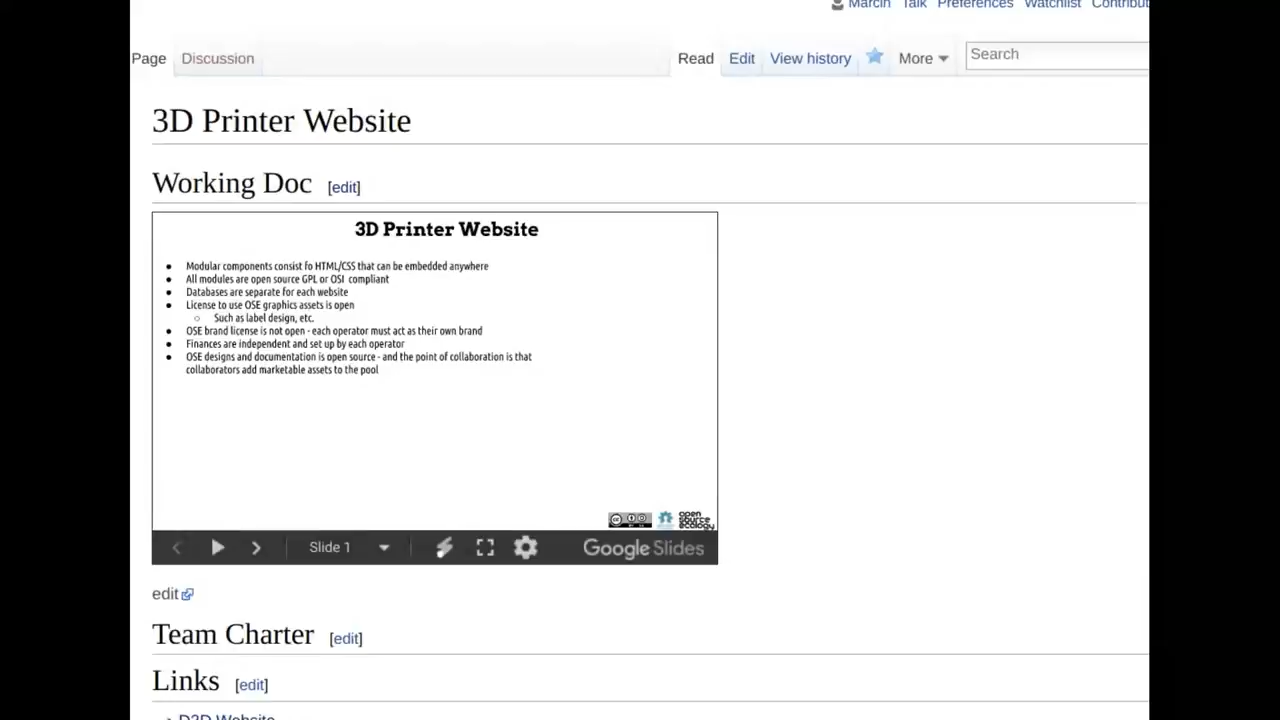 Marcin Talk Preferences Watchlist Contribut
Page Discussion Read Edit View history More Search
3D Printer Website
Working Doc [edit]
3D Printer Website
Modular components consist fo HTML/CSS that can be embedded anywhere
All modules are open source GPL or OSI compliant
Databases are separate for each website
License to use OSE graphics assets is open
Such as label design, etc.
OSE brand license is not open - each operator must act as their own brand
Finances are independent and set up by each operator
OSE designs and documentation is open source - and the point of collaboration is that
collaborators add marketable assets to the pool
open
source
ecology
Slide 1 Google Slides
edit
Team Charter [edit]
Links [edit]
D3D Website